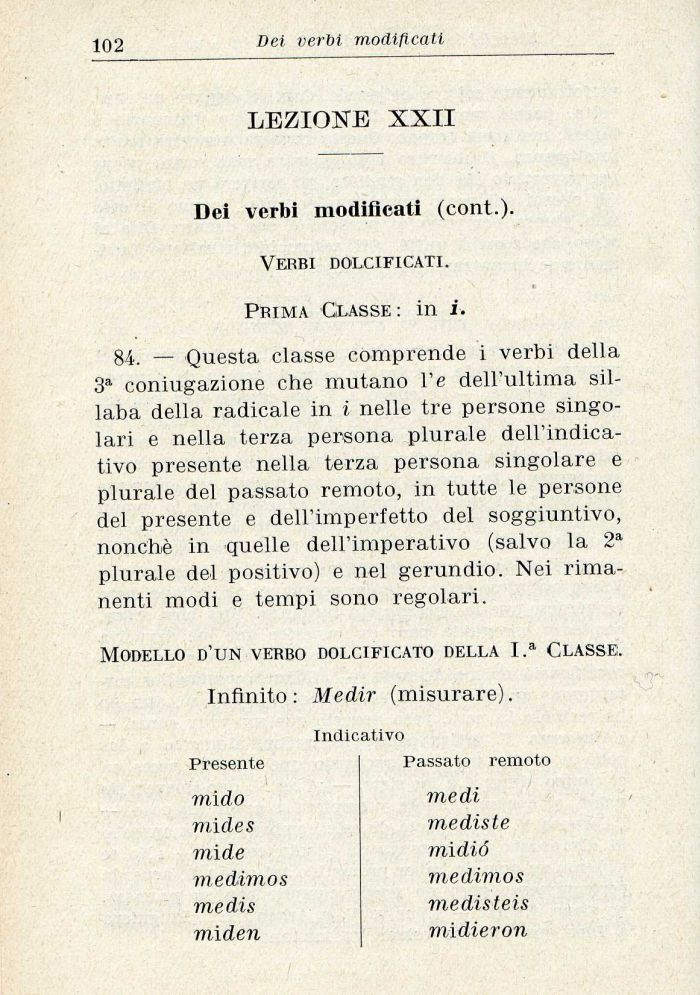 102
Dei verbi modificati
LEZIONE XXII
Dei verbi modificati (cont.).
VERBI DOLCIFICATI.
PRIMA CLASSE: in i.
84. — Questa classe comprende i verbi della
3ª coniugazione che mutano l'e dell'ultima sil-
laba della radicale in i nelle tre persone singo-
lari e nella terza persona plurale dell'indica-
tivo presente nella terza persona singolare e
plurale del passato remoto, in tutte le persone
del presente e dell'imperfetto del soggiuntivo,
nonchè in quelle dell'imperativo (salvo la 2ª
plurale del positivo) e nel gerundio. Nei rima-
nenti modi e tempi sono regolari.
MODELLO D'UN VERBO DOLCIFICATO DELLA I.ª CLASSE.
Infinito: Medir (misurare).
Indicativo
Presente
mido
mides
mide
medimos
medis
miden
Passato remoto
medi
mediste
midió
medimos
medisteis
midieron